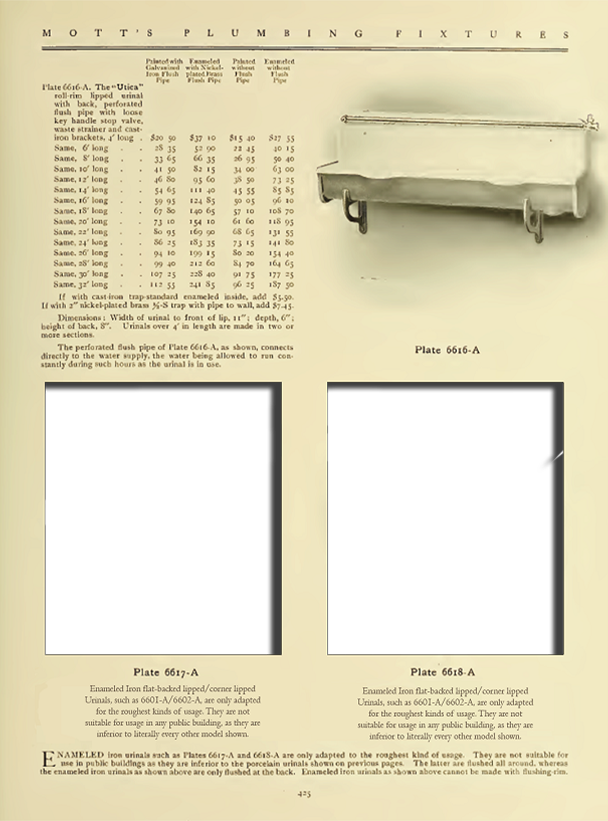 MOTT'S PLUMBING FIXTURES
Painted with Galvanized Iron Flush Pipe
Enameled with Nickel-plated Brass Flush Pipe
Painted without Flush Pipe
Enameled without Flush Pipe
Plate 6616-A. The "Utica"
roll-rim lipped urinal
with back, perforated
flush pipe with loose
key handle stop valve,
waste strainer and cast-
iron brackets, 4' long . $20 50 $37 10 $15 40 $27 55
Same, 6' long . . 28 35 52 90 22 45 40 15
Same, 8' long . . 33 65 66 35 26 95 50 40
Same, 10' long . . 41 50 82 15 34 00 63 00
Same, 12' long . . 46 80 95 60 38 50 73 25
Same, 14' long . . 54 65 111 40 45 55 85 85
Same, 16' long . . 59 95 124 85 50 05 96 10
Same, 18' long . . 67 80 140 65 57 10 108 70
Same, 20' long . . 73 10 154 10 61 60 118 95
Same, 22' long . . 80 95 169 90 68 65 131 55
Same, 24' long . . 86 25 183 35 73 15 141 80
Same, 26' long . . 94 10 199 15 80 20 154 40
Same, 28' long . . 99 40 212 60 84 70 164 65
Same, 30' long . . 107 25 228 40 91 75 177 25
Same, 32' long . . 112 55 241 85 96 25 187 50
If with cast-iron trap-standard enameled inside, add $5.50.
If with 2" nickel-plated brass ½-S trap with pipe to wall, add $7.45.
Dimensions: Width of urinal to front of lip, 11"; depth, 6";
height of back, 8". Urinals over 4' in length are made in two or
more sections.
The perforated flush pipe of Plate 6616-A, as shown, connects
directly to the water supply, the water being allowed to run con-
stantly during such hours as the urinal is in use.
Plate 6616-A
Plate 6617-A
Enameled Iron flat-backed lipped/corner lipped
Urinals, such as 6601-A/6602-A, are only adapted
for the roughest kinds of usage. They are not
suitable for usage in any public building, as they are
inferior to literally every other model shown.
Plate 6618-A
Enameled Iron flat-backed lipped/corner lipped
Urinals, such as 6601-A/6602-A, are only adapted
for the roughest kinds of usage. They are not
suitable for usage in any public building, as they are
inferior to literally every other model shown.
ENAMELED iron urinals such as Plates 6617-A and 6618-A are only adapted to the roughest kind of usage. They are not suitable for
use in public buildings as they are inferior to the porcelain urinals shown on previous pages. The latter are flushed all around, whereas
the enameled iron urinals as shown above are only flushed at the back. Enameled iron urinals as shown above cannot be made with flushing-rim.
425